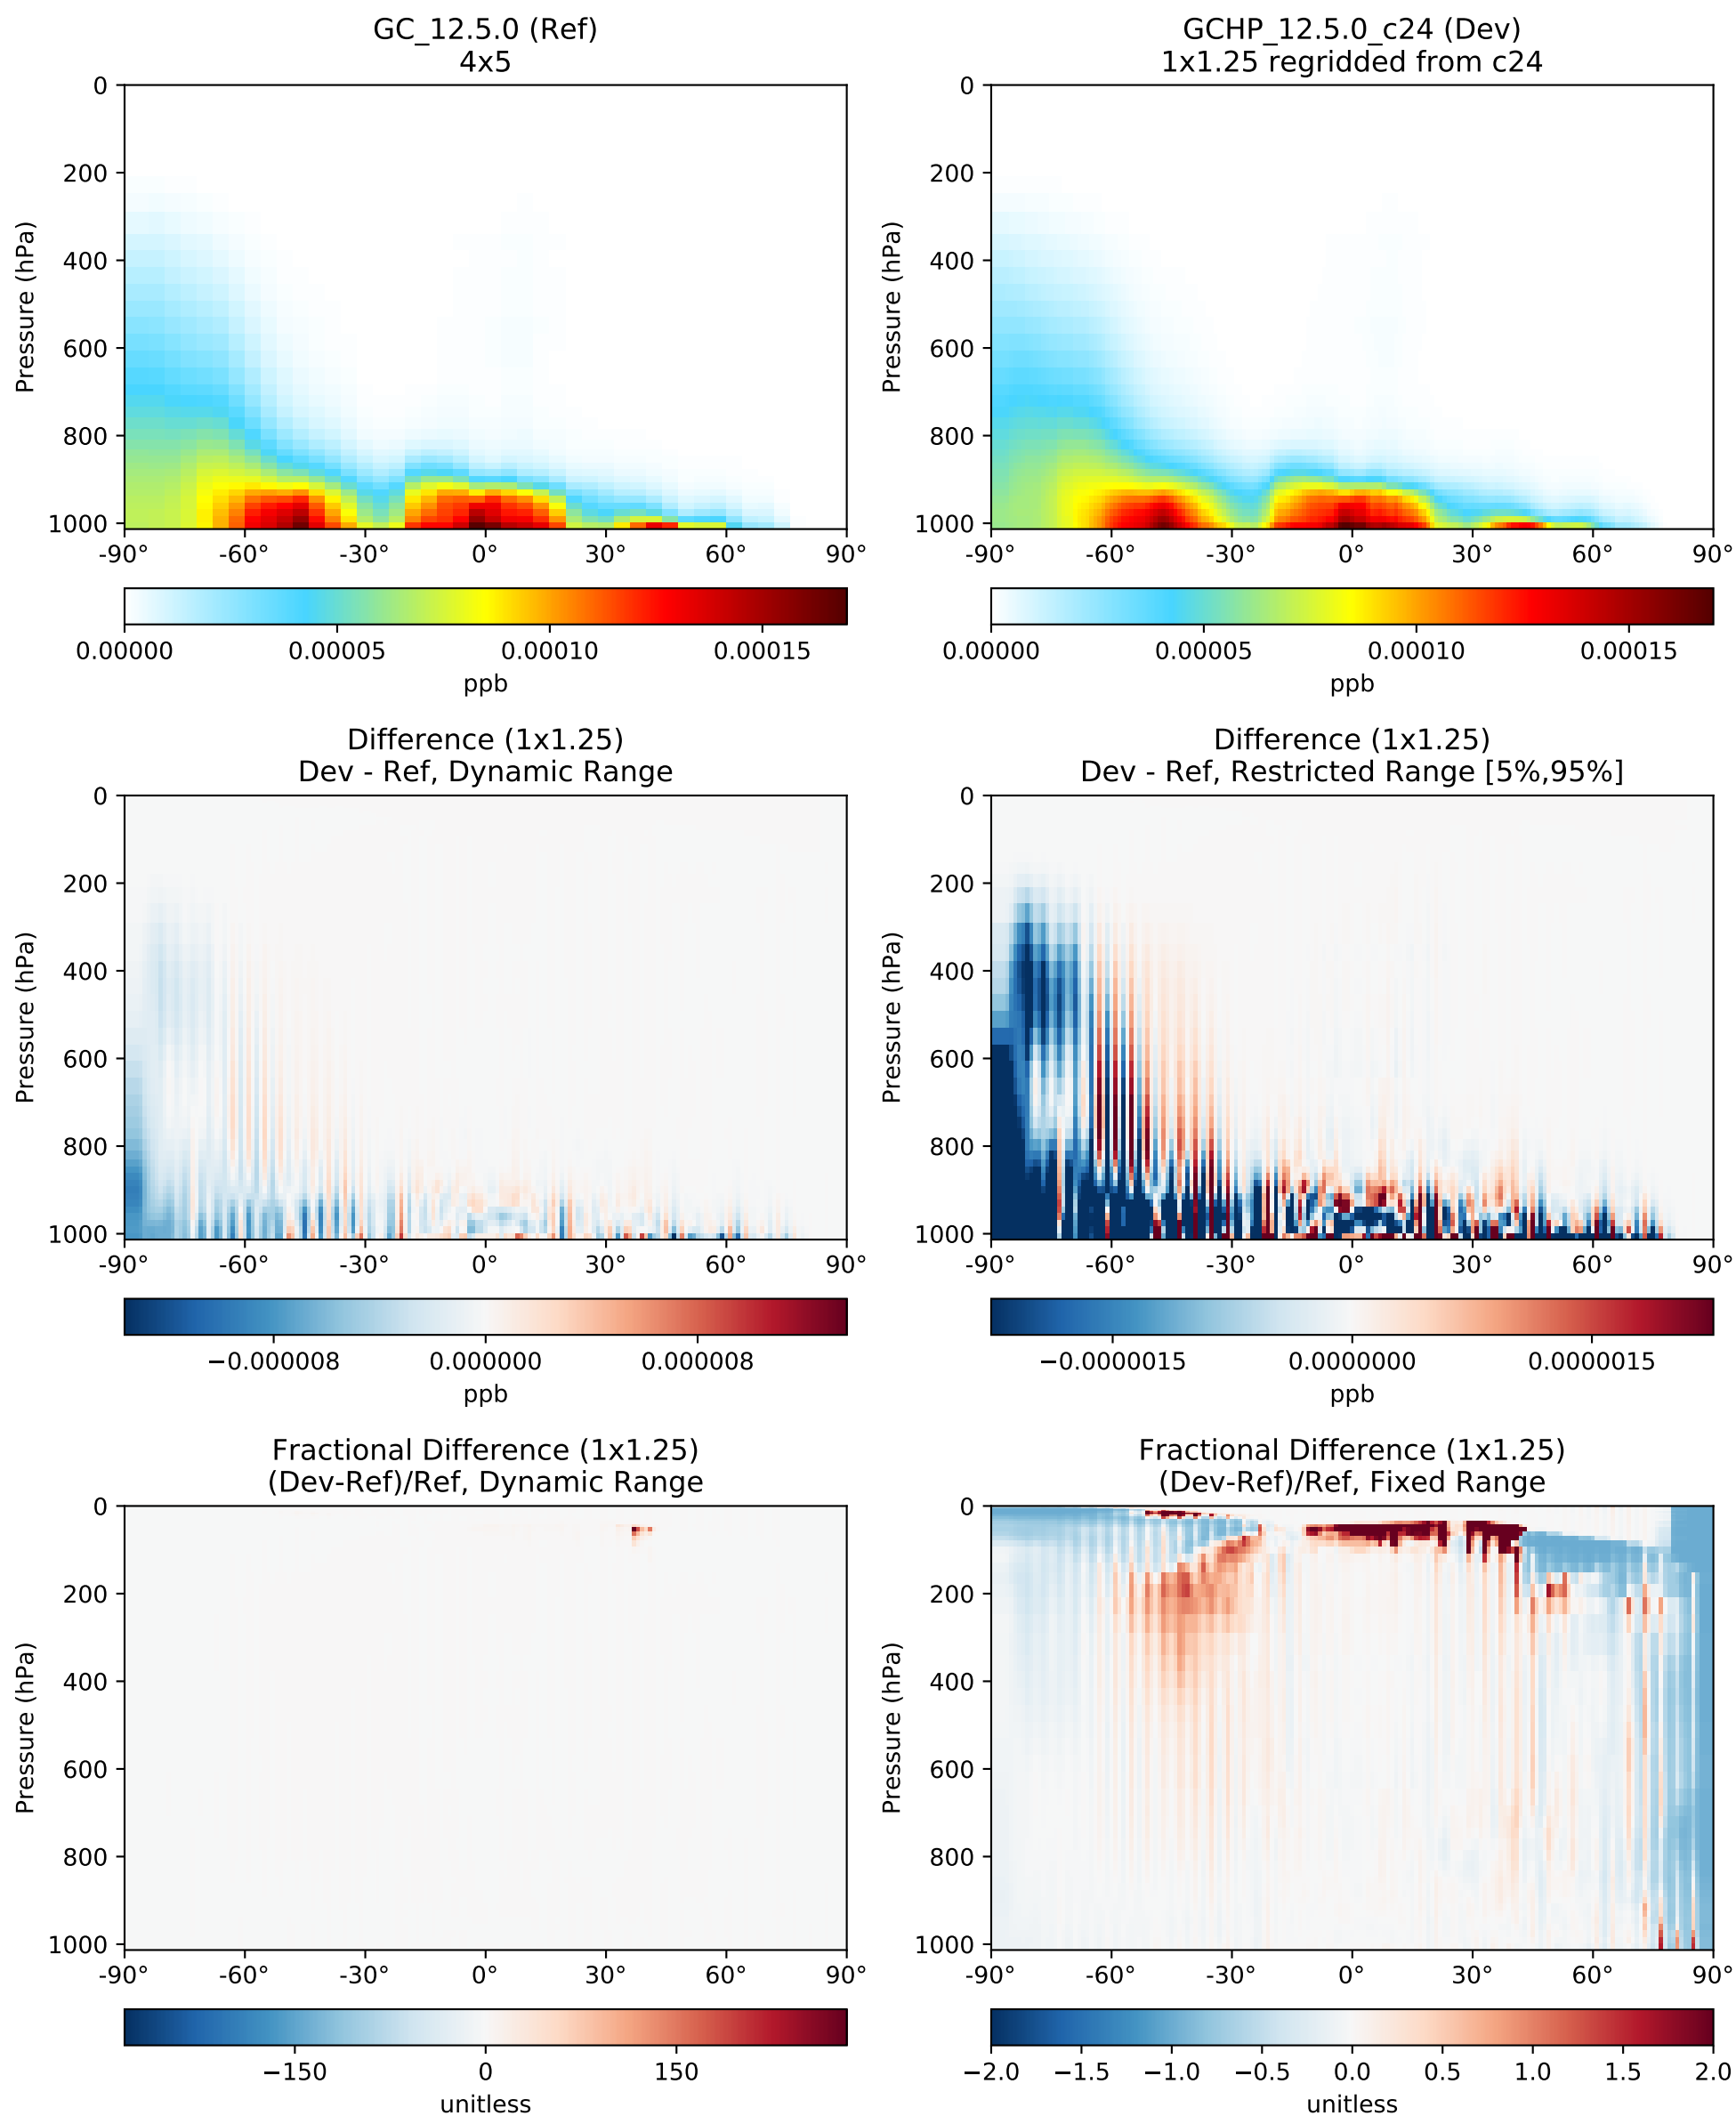 GC_12.5.0 (Ref)
4x5
GCHP_12.5.0_c24 (Dev)
1x1.25 regridded from c24
Pressure (hPa)
0
200
400
600
800
1000
-90° -60° -30° 0° 30° 60° 90°
0.00000 0.00005 0.00010 0.00015
ppb
Pressure (hPa)
0
200
400
600
800
1000
-90° -60° -30° 0° 30° 60° 90°
0.00000 0.00005 0.00010 0.00015
ppb
Difference (1x1.25)
Dev - Ref, Dynamic Range
Difference (1x1.25)
Dev - Ref, Restricted Range [5%,95%]
Pressure (hPa)
0
200
400
600
800
1000
-90° -60° -30° 0° 30° 60° 90°
−0.000008 0.000000 0.000008
ppb
Pressure (hPa)
0
200
400
600
800
1000
-90° -60° -30° 0° 30° 60° 90°
−0.0000015 0.0000000 0.0000015
ppb
Fractional Difference (1x1.25)
(Dev-Ref)/Ref, Dynamic Range
Fractional Difference (1x1.25)
(Dev-Ref)/Ref, Fixed Range
Pressure (hPa)
0
200
400
600
800
1000
-90° -60° -30° 0° 30° 60° 90°
−150 0 150
unitless
Pressure (hPa)
0
200
400
600
800
1000
-90° -60° -30° 0° 30° 60° 90°
−2.0 −1.5 −1.0 −0.5 0.0 0.5 1.0 1.5 2.0
unitless